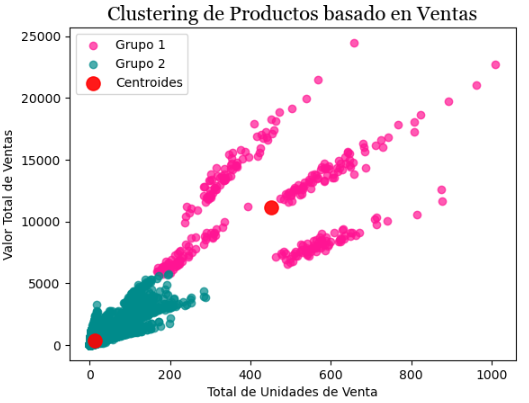 Clustering de Productos basado en Ventas
Grupo 1
Grupo 2
Centroides
Valor Total de Ventas
25000
20000
15000
10000
5000
0
0 200 400 600 800 1000
Total de Unidades de Venta